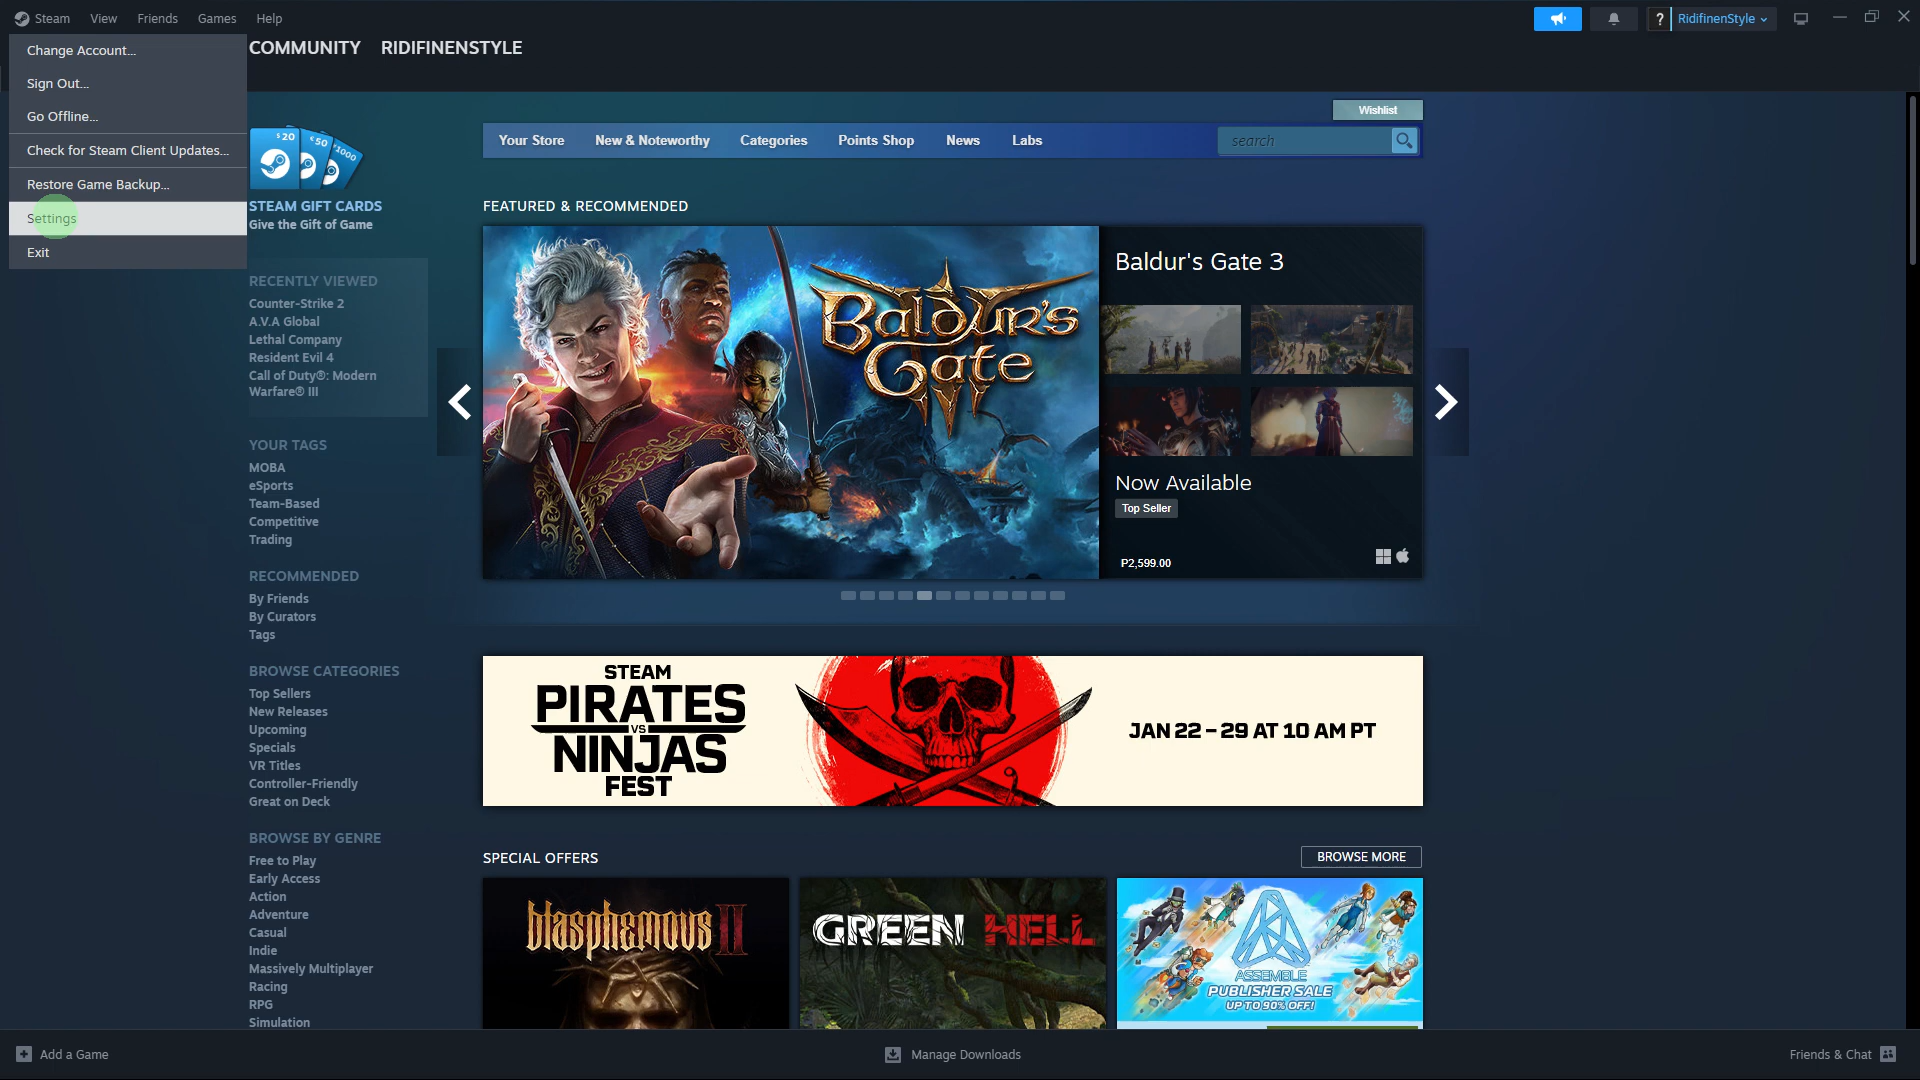 Steam View Friends Games Help
? RidifinenStyle
COMMUNITY RIDIFINENSTYLE
Change Account...
Sign Out...
Go Offline...
Check for Steam Client Updates...
Restore Game Backup...
Settings
Exit
Wishlist
Your Store New & Noteworthy Categories Points Shop News Labs search
$20 €50 ¥1000
STEAM GIFT CARDS
Give the Gift of Game
RECENTLY VIEWED
Counter-Strike 2
A.V.A Global
Lethal Company
Resident Evil 4
Call of Duty®: Modern
Warfare® III
YOUR TAGS
MOBA
eSports
Team-Based
Competitive
Trading
RECOMMENDED
By Friends
By Curators
Tags
BROWSE CATEGORIES
Top Sellers
New Releases
Upcoming
Specials
VR Titles
Controller-Friendly
Great on Deck
BROWSE BY GENRE
Free to Play
Early Access
Action
Adventure
Casual
Indie
Massively Multiplayer
Racing
RPG
Simulation
FEATURED & RECOMMENDED
BALDUR'S
GATE
III
Baldur's Gate 3
Now Available
Top Seller
P2,599.00
STEAM
PIRATES
VS
NINJAS
FEST
JAN 22 – 29 AT 10 AM PT
SPECIAL OFFERS
BROWSE MORE
blasphemous II
GREEN HELL
ASSEMBLE
PUBLISHER SALE
UP TO 90% OFF!
Add a Game
Manage Downloads
Friends & Chat